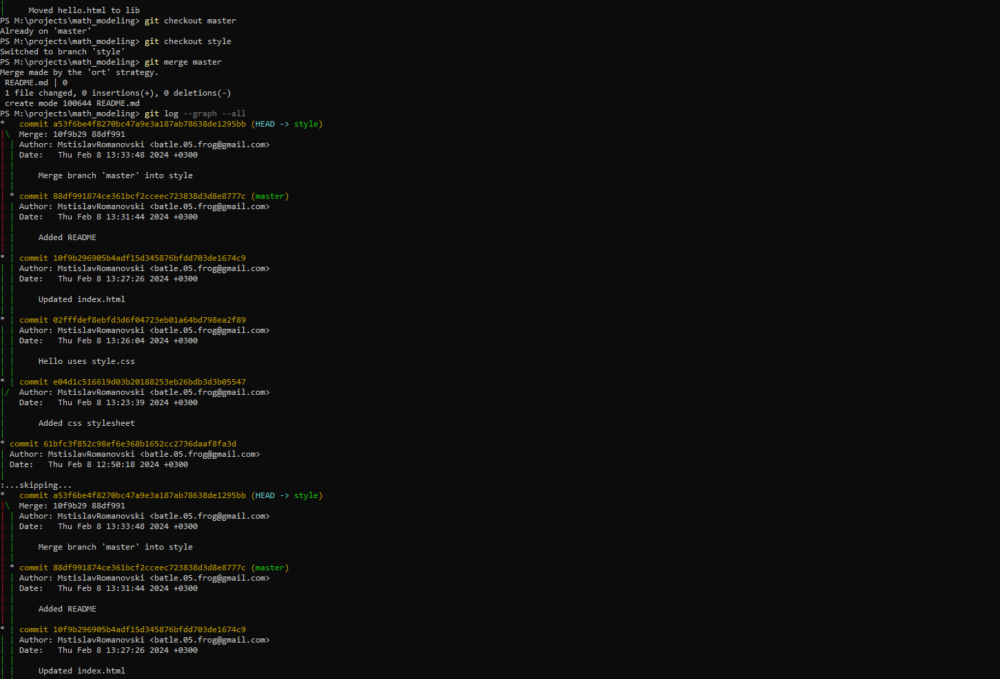 |     Moved hello.html to lib
PS M:\projects\math_modeling> git checkout master
Already on 'master'
PS M:\projects\math_modeling> git checkout style
Switched to branch 'style'
PS M:\projects\math_modeling> git merge master
Merge made by the 'ort' strategy.
 README.md | 0
 1 file changed, 0 insertions(+), 0 deletions(-)
 create mode 100644 README.md
PS M:\projects\math_modeling> git log --graph --all
*   commit a53f6be4f8270bc47a9e3a187ab78638de1295bb (HEAD -> style)
|\  Merge: 10f9b29 88df991
| | Author: MstislavRomanovski <batle.05.frog@gmail.com>
| | Date:   Thu Feb 8 13:33:48 2024 +0300
| |
| |     Merge branch 'master' into style
| |
| * commit 88df991874ce361bcf2cceec723838d3d8e8777c (master)
| | Author: MstislavRomanovski <batle.05.frog@gmail.com>
| | Date:   Thu Feb 8 13:31:44 2024 +0300
| |
| |     Added README
| |
* | commit 10f9b296905b4adf15d345876bfdd703de1674c9
| | Author: MstislavRomanovski <batle.05.frog@gmail.com>
| | Date:   Thu Feb 8 13:27:26 2024 +0300
| |
| |     Updated index.html
| |
* | commit 02fffdef8ebfd3d6f04723eb01a64bd798ea2f89
| | Author: MstislavRomanovski <batle.05.frog@gmail.com>
| | Date:   Thu Feb 8 13:26:04 2024 +0300
| |
| |     Hello uses style.css
| |
* | commit e04d1c516619d03b20188253eb26bdb3d3b05547
|/  Author: MstislavRomanovski <batle.05.frog@gmail.com>
|   Date:   Thu Feb 8 13:23:39 2024 +0300
|
|       Added css stylesheet
|
* commit 61bfc3f852c98ef6e368b1652cc2736daaf8fa3d
| Author: MstislavRomanovski <batle.05.frog@gmail.com>
| Date:   Thu Feb 8 12:50:18 2024 +0300
|
:...skipping...
*   commit a53f6be4f8270bc47a9e3a187ab78638de1295bb (HEAD -> style)
|\  Merge: 10f9b29 88df991
| | Author: MstislavRomanovski <batle.05.frog@gmail.com>
| | Date:   Thu Feb 8 13:33:48 2024 +0300
| |
| |     Merge branch 'master' into style
| |
| * commit 88df991874ce361bcf2cceec723838d3d8e8777c (master)
| | Author: MstislavRomanovski <batle.05.frog@gmail.com>
| | Date:   Thu Feb 8 13:31:44 2024 +0300
| |
| |     Added README
| |
* | commit 10f9b296905b4adf15d345876bfdd703de1674c9
| | Author: MstislavRomanovski <batle.05.frog@gmail.com>
| | Date:   Thu Feb 8 13:27:26 2024 +0300
| |
| |     Updated index.html